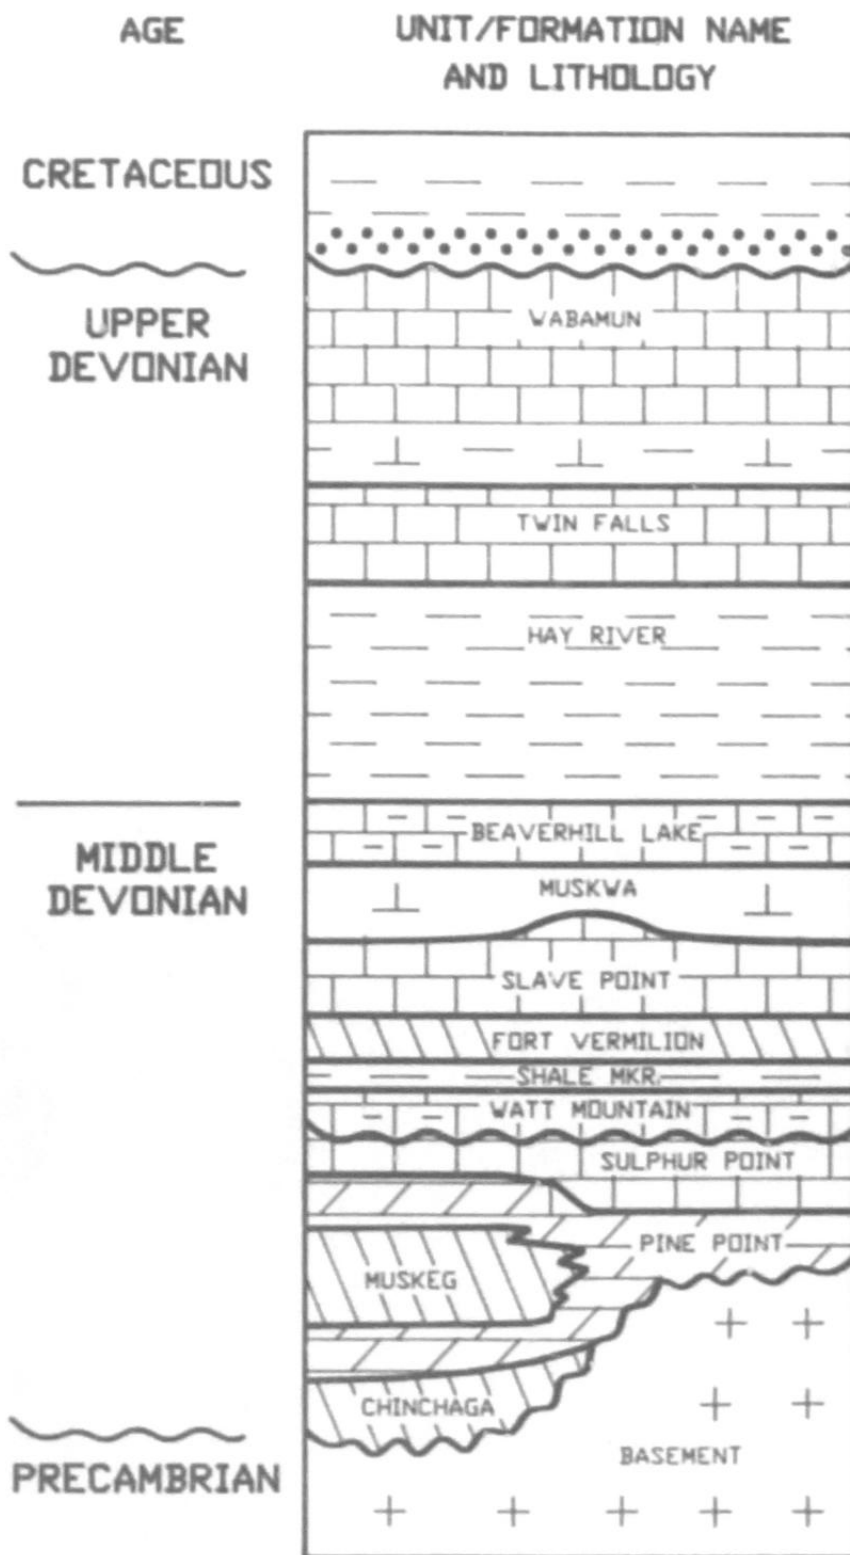 AGE
UNIT/FORMATION NAME
AND LITHOLOGY
CRETACEOUS
UPPER
DEVONIAN
WABAMUN
TWIN FALLS
HAY RIVER
BEAVERHILL LAKE
MIDDLE
DEVONIAN
MUSKWA
SLAVE POINT
FORT VERMILION
SHALE MKR.
WATT MOUNTAIN
SULPHUR POINT
PINE POINT
MUSKEG
CHINCHAGA
BASEMENT
PRECAMBRIAN